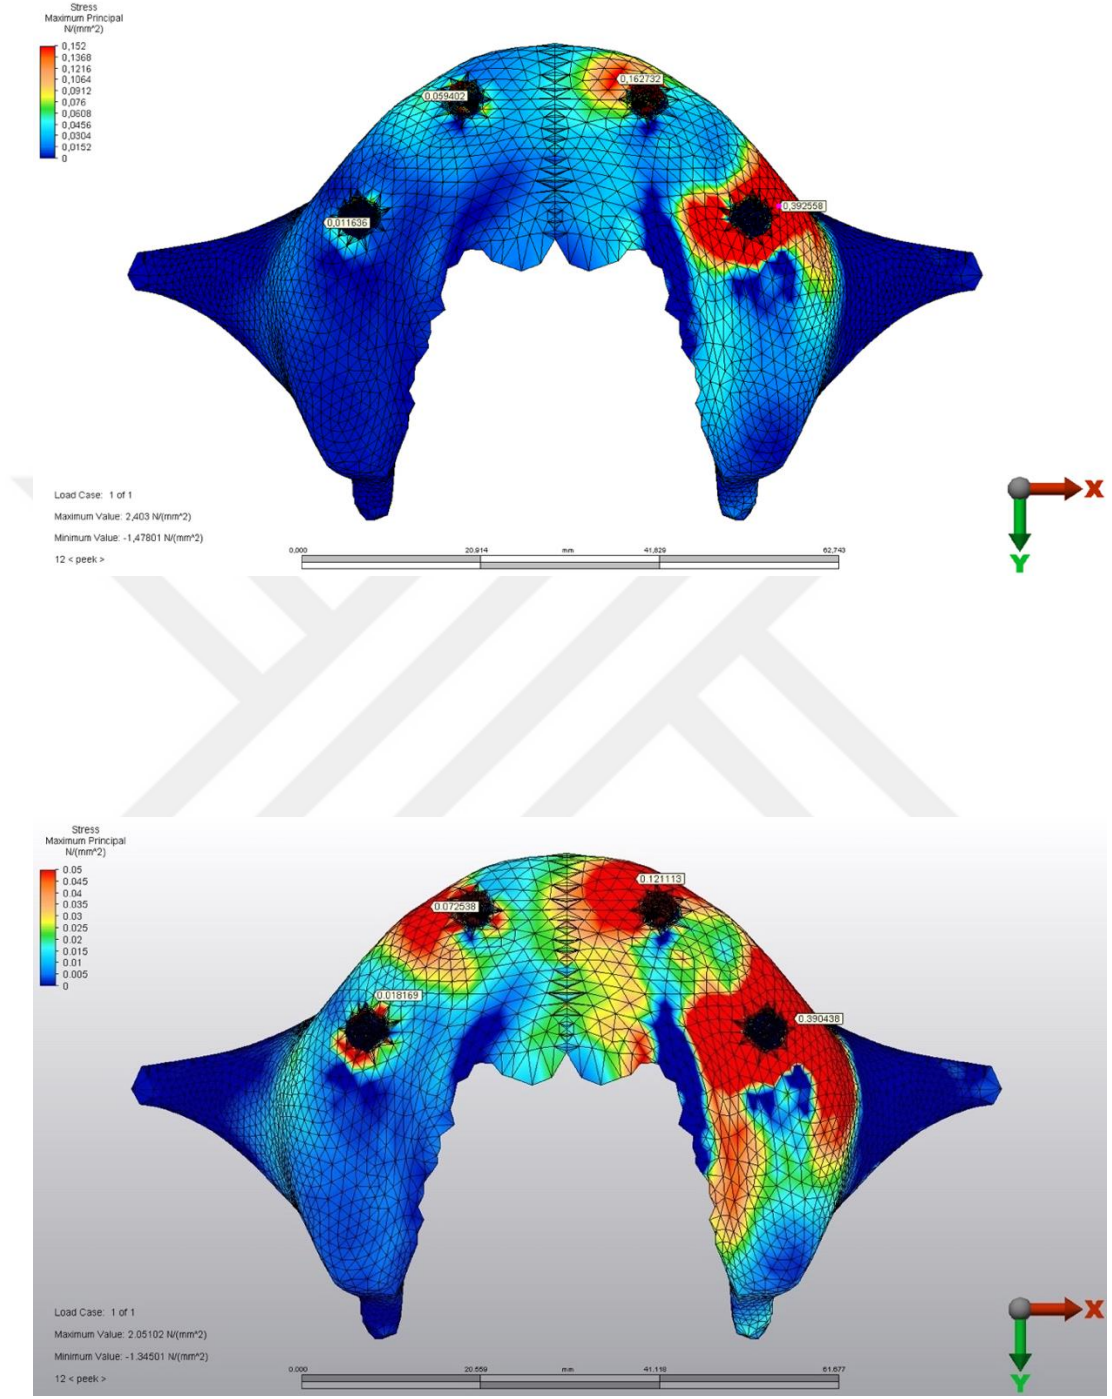 Stress
Maximum Principal
N/(mm^2)
0,152
0,1368
0,1216
0,1064
0,0912
0,076
0,0608
0,0456
0,0304
0,0152
0
0,059402
0,162732
0,011636
0,392558
Load Case: 1 of 1
Maximum Value: 2,403 N/(mm^2)
Minimum Value: -1,47801 N/(mm^2)
12 < peek >
0,000 20,914 mm 41,829 62,743
X
Y
Stress
Maximum Principal
N/(mm^2)
0.05
0.045
0.04
0.035
0.03
0.025
0.02
0.015
0.01
0.005
0
0.072538
0.121113
0.018169
0.390438
Load Case: 1 of 1
Maximum Value: 2.05102 N/(mm^2)
Minimum Value: -1.34501 N/(mm^2)
12 < peek >
0.000 20.559 mm 41.118 61.677
X
Y